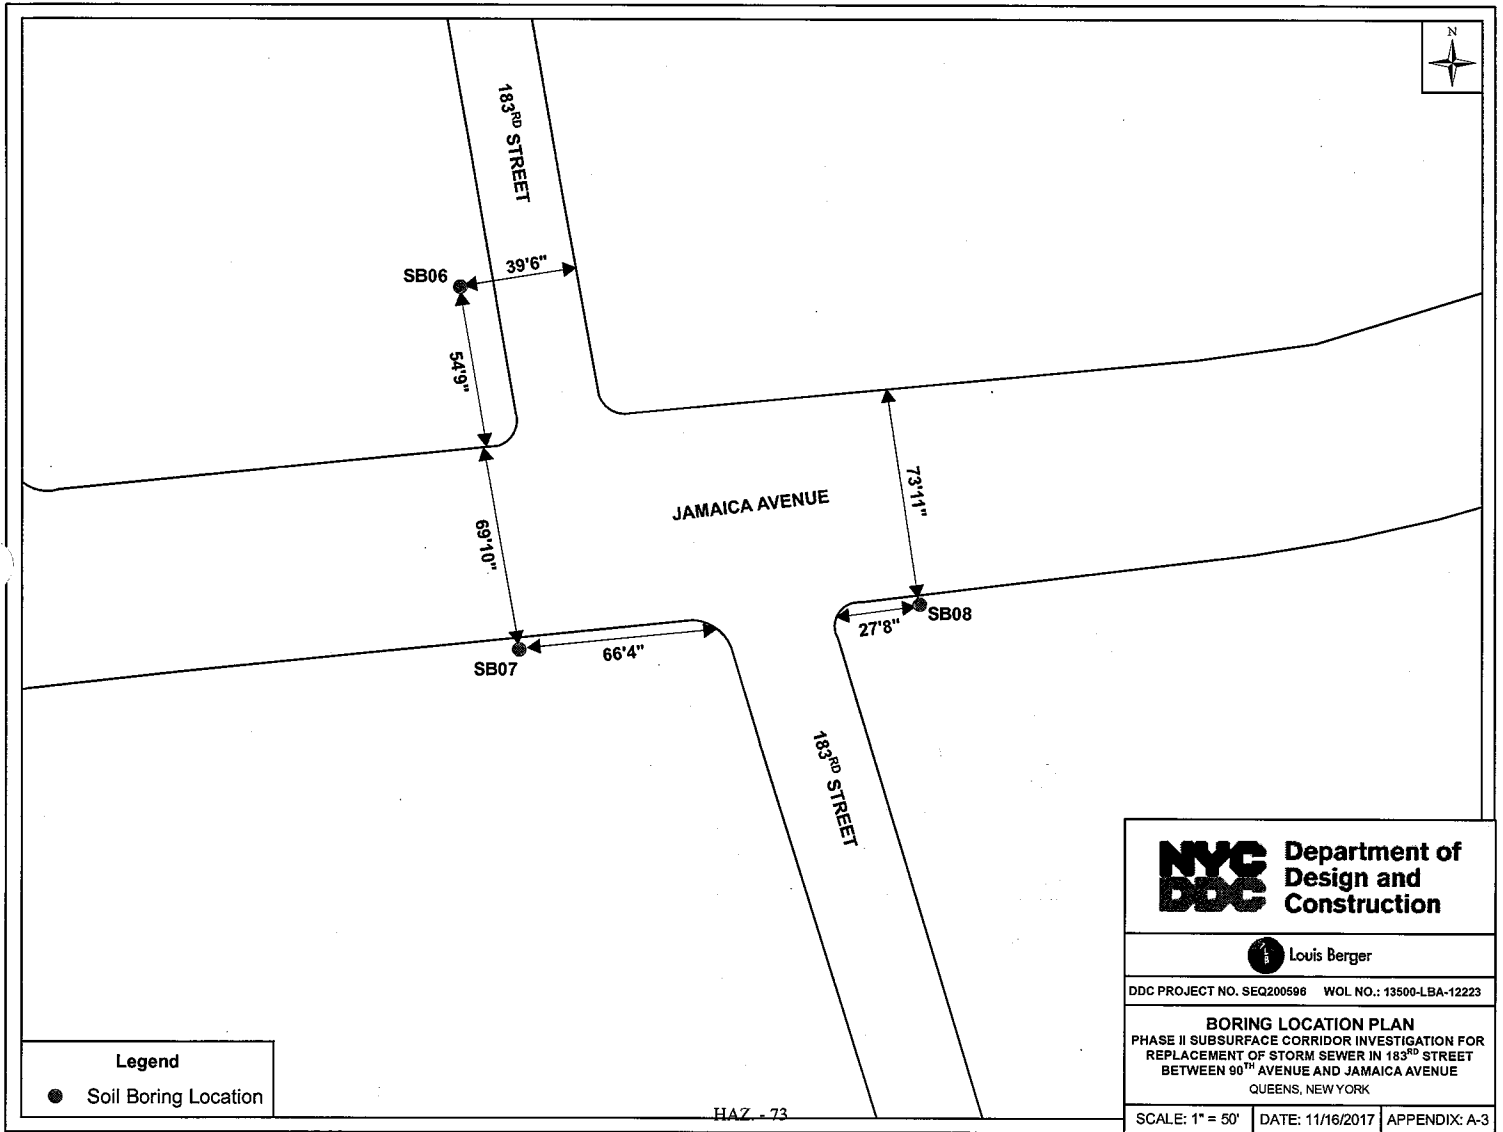 N
183RD STREET
SB06
39'6"
54'9"
JAMAICA AVENUE
73'11"
69'10"
SB08
27'8"
66'4"
SB07
183RD STREET
NYC
DDC
Department of
Design and
Construction
Louis Berger
DDC PROJECT NO. SEQ200596 WOL NO.: 13500-LBA-12223
BORING LOCATION PLAN
PHASE II SUBSURFACE CORRIDOR INVESTIGATION FOR
REPLACEMENT OF STORM SEWER IN 183RD STREET
BETWEEN 90TH AVENUE AND JAMAICA AVENUE
QUEENS, NEW YORK
SCALE: 1" = 50' DATE: 11/16/2017 APPENDIX: A-3
Legend
Soil Boring Location
HAZ. - 73